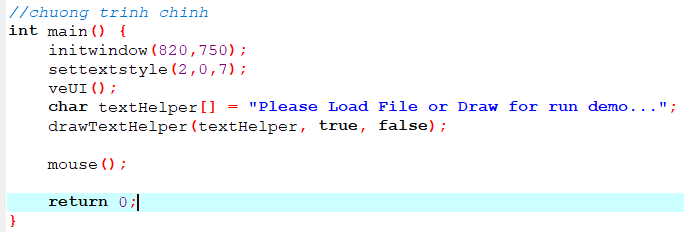 //chuong trinh chinh
int main() {
    initwindow(820,750);
    settextstyle(2,0,7);
    veUI();
    char textHelper[] = "Please Load File or Draw for run demo...";
    drawTextHelper(textHelper, true, false);
    mouse();
    return 0;
}